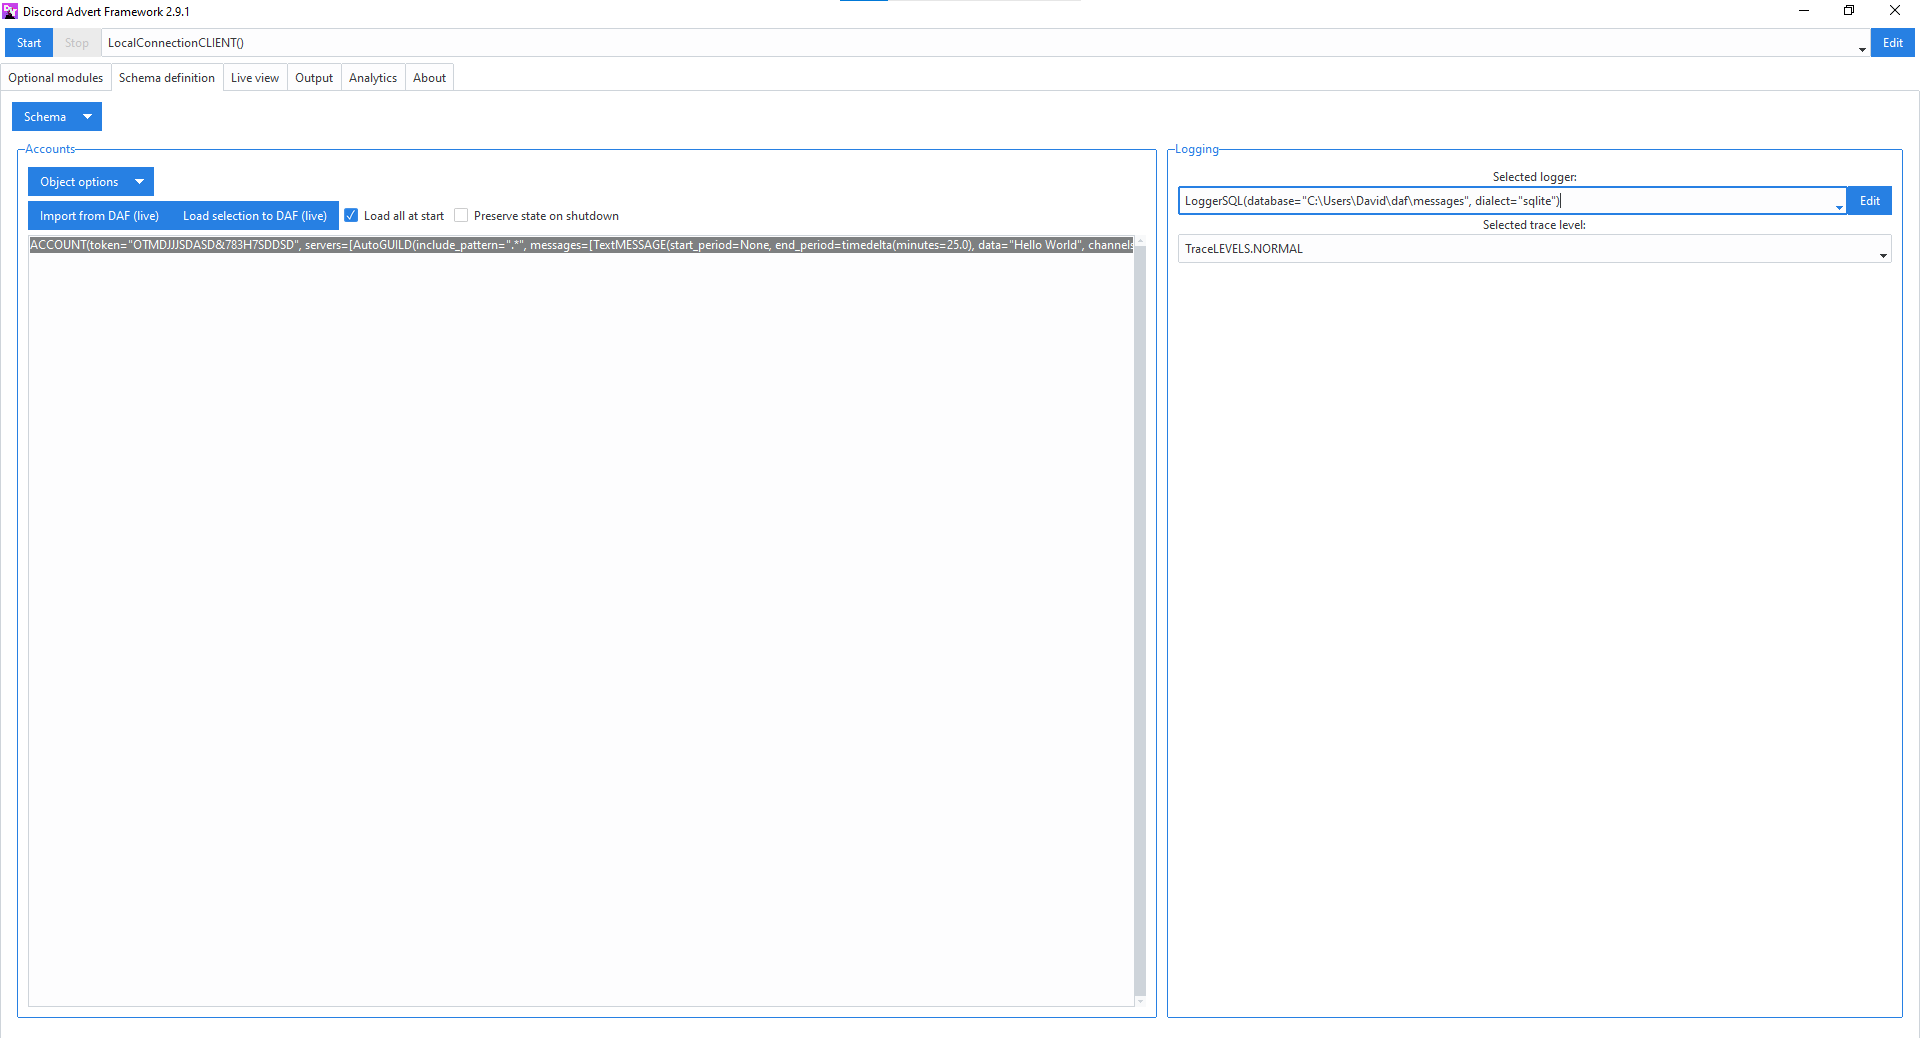 Discord Advert Framework 2.9.1
Start Stop LocalConnectionCLIENT() Edit
Optional modules Schema definition Live view Output Analytics About
Schema
Accounts
Object options
Import from DAF (live) Load selection to DAF (live) Load all at start Preserve state on shutdown
ACCOUNT(token="OTMDJJJSDASD&783H7SDDSD", servers=[AutoGUILD(include_pattern=".*", messages=[TextMESSAGE(start_period=None, end_period=timedelta(minutes=25.0), data="Hello World", channels
Logging
Selected logger:
LoggerSQL(database="C:\Users\David\daf\messages", dialect="sqlite") Edit
Selected trace level:
TraceLEVELS.NORMAL